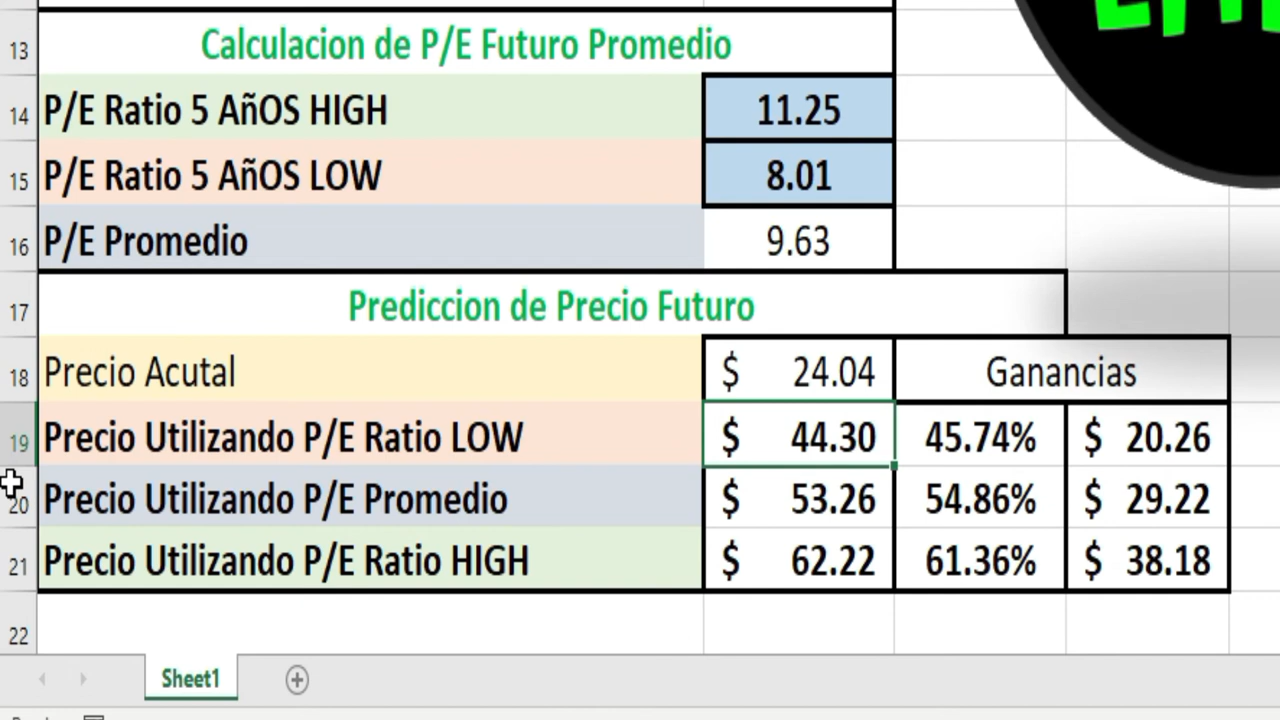 13 Calculacion de P/E Futuro Promedio
14 P/E Ratio 5 AñOS HIGH 11.25
15 P/E Ratio 5 AñOS LOW 8.01
16 P/E Promedio 9.63
17 Prediccion de Precio Futuro
18 Precio Acutal $ 24.04 Ganancias
19 Precio Utilizando P/E Ratio LOW $ 44.30 45.74% $ 20.26
20 Precio Utilizando P/E Promedio $ 53.26 54.86% $ 29.22
21 Precio Utilizando P/E Ratio HIGH $ 62.22 61.36% $ 38.18
22
Sheet1